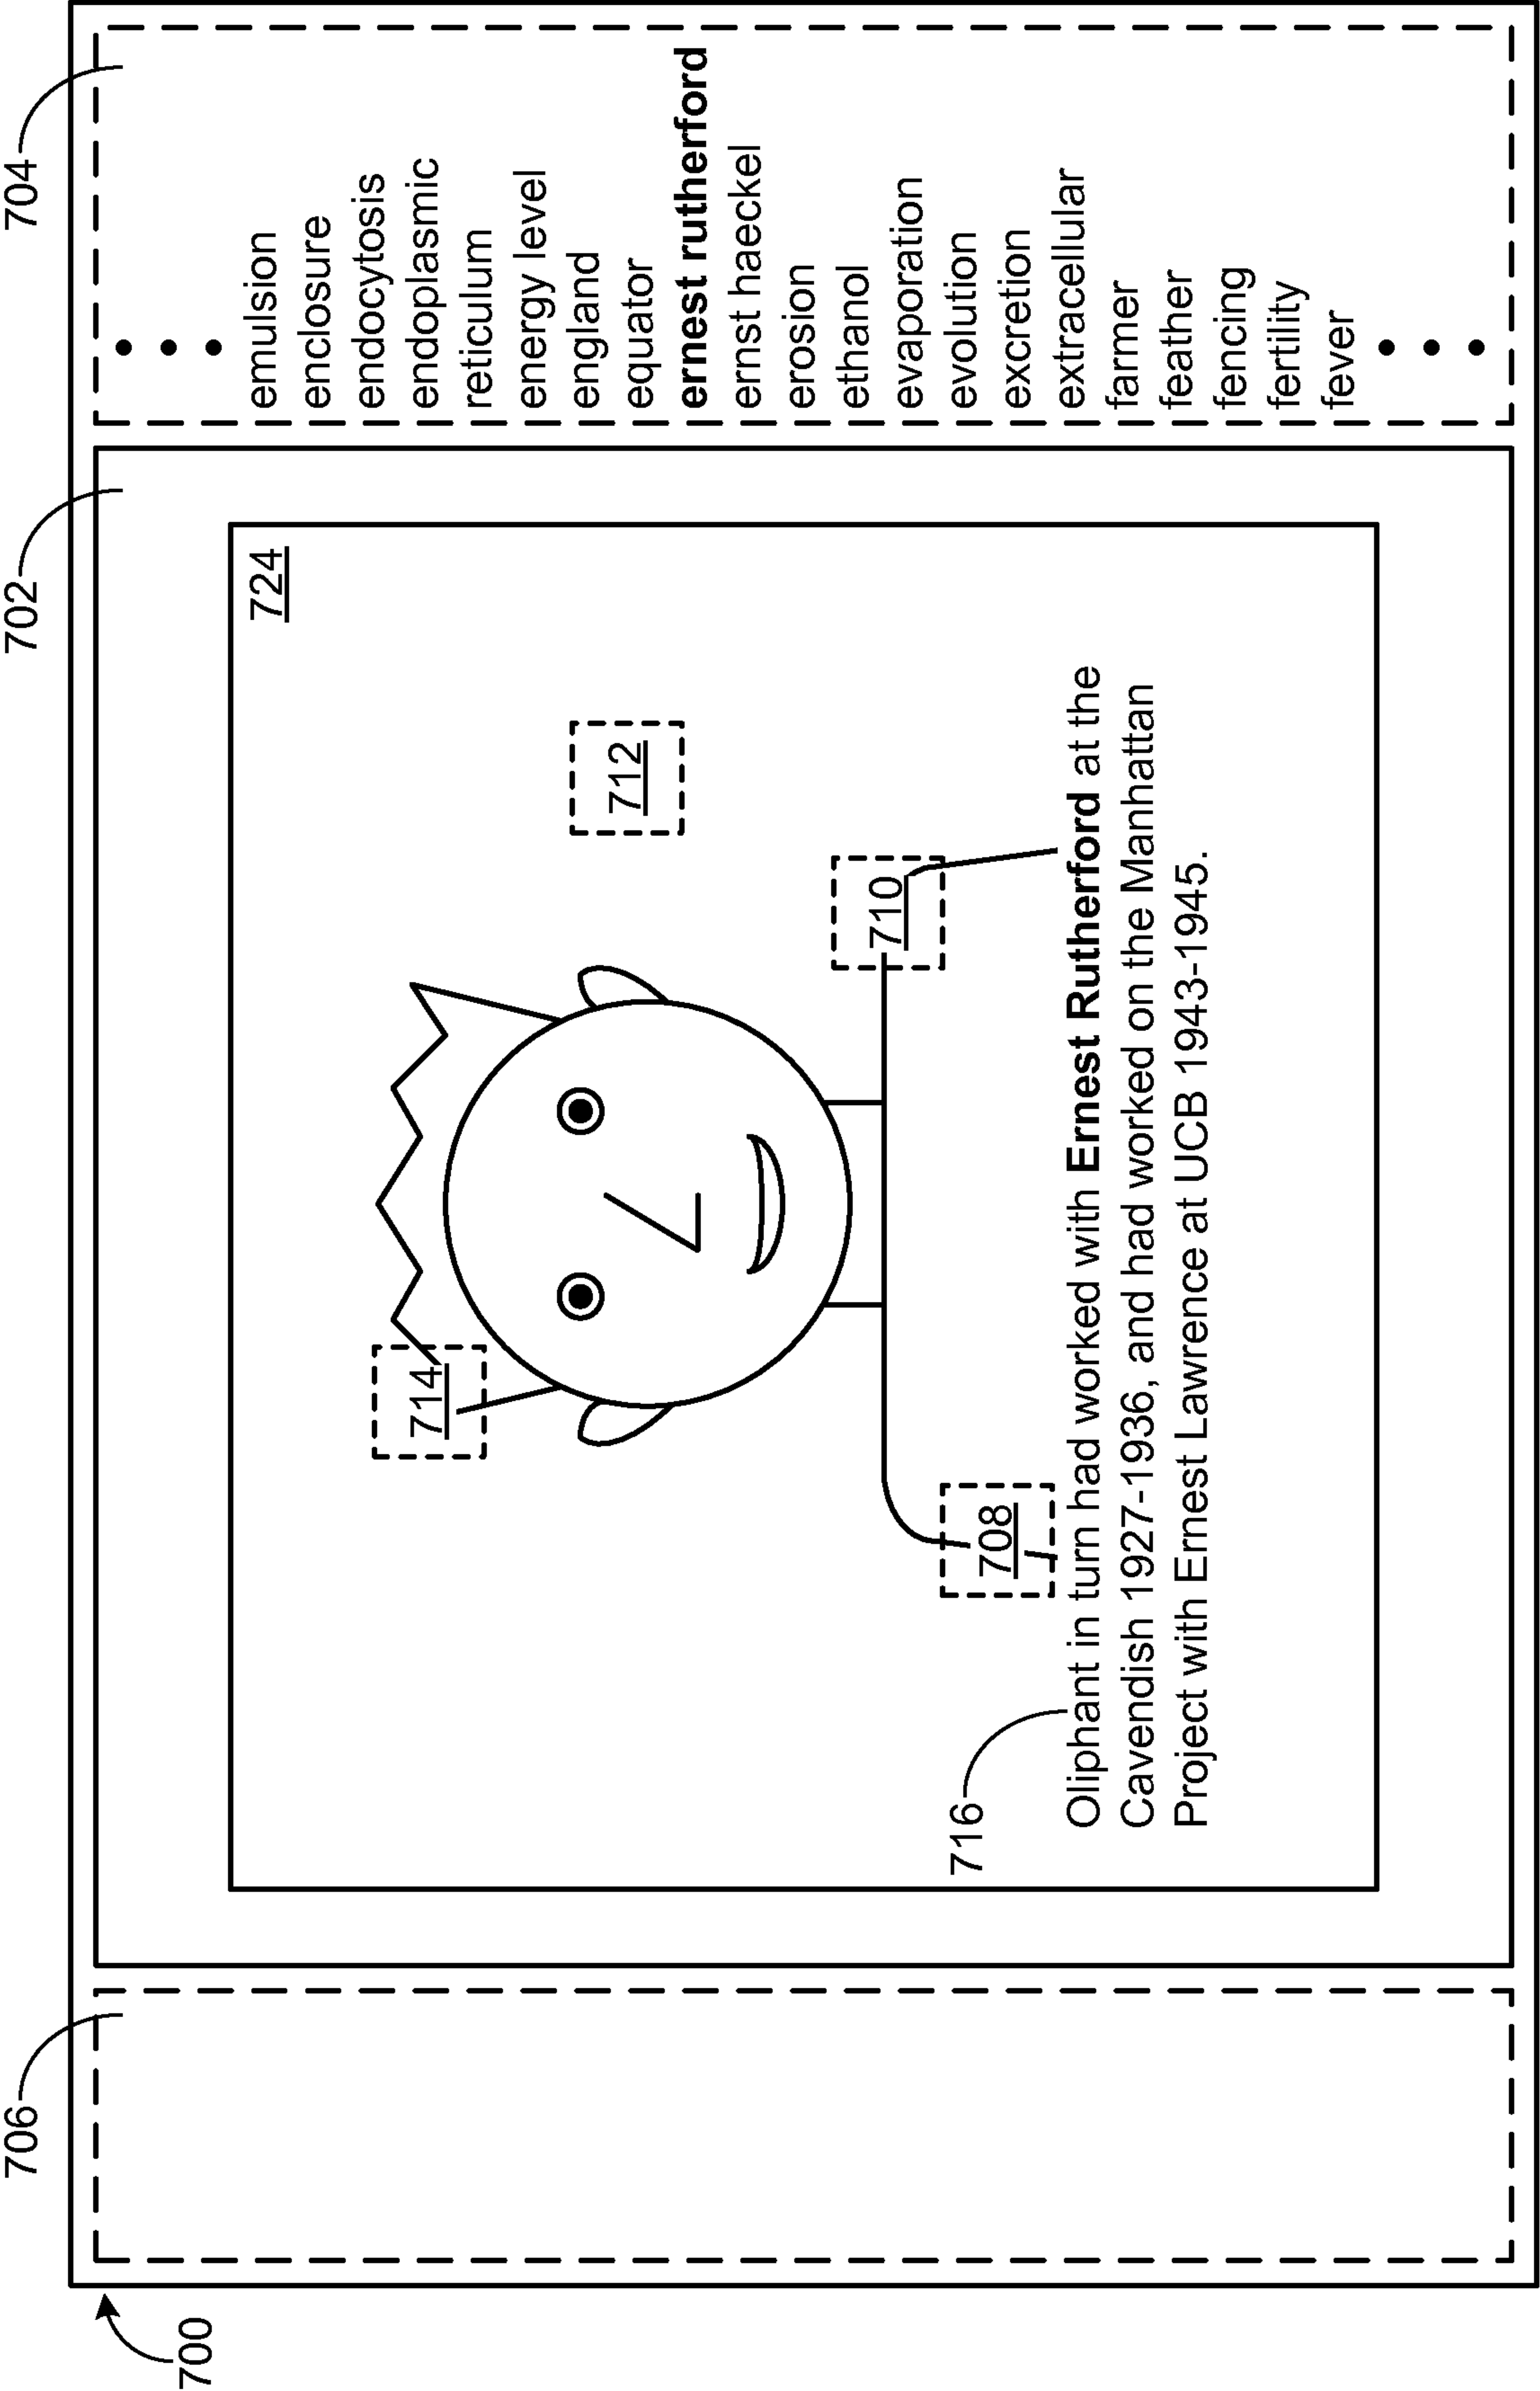 706
702
704
724
714
712
710
708
716
Oliphant in turn had worked with Ernest Rutherford at the
Cavendish 1927-1936, and had worked on the Manhattan
Project with Ernest Lawrence at UCB 1943-1945.
emulsion
enclosure
endocytosis
endoplasmic
reticulum
energy level
england
equator
ernest rutherford
ernst haeckel
erosion
ethanol
evaporation
evolution
excretion
extracellular
farmer
feather
fencing
fertility
fever
700